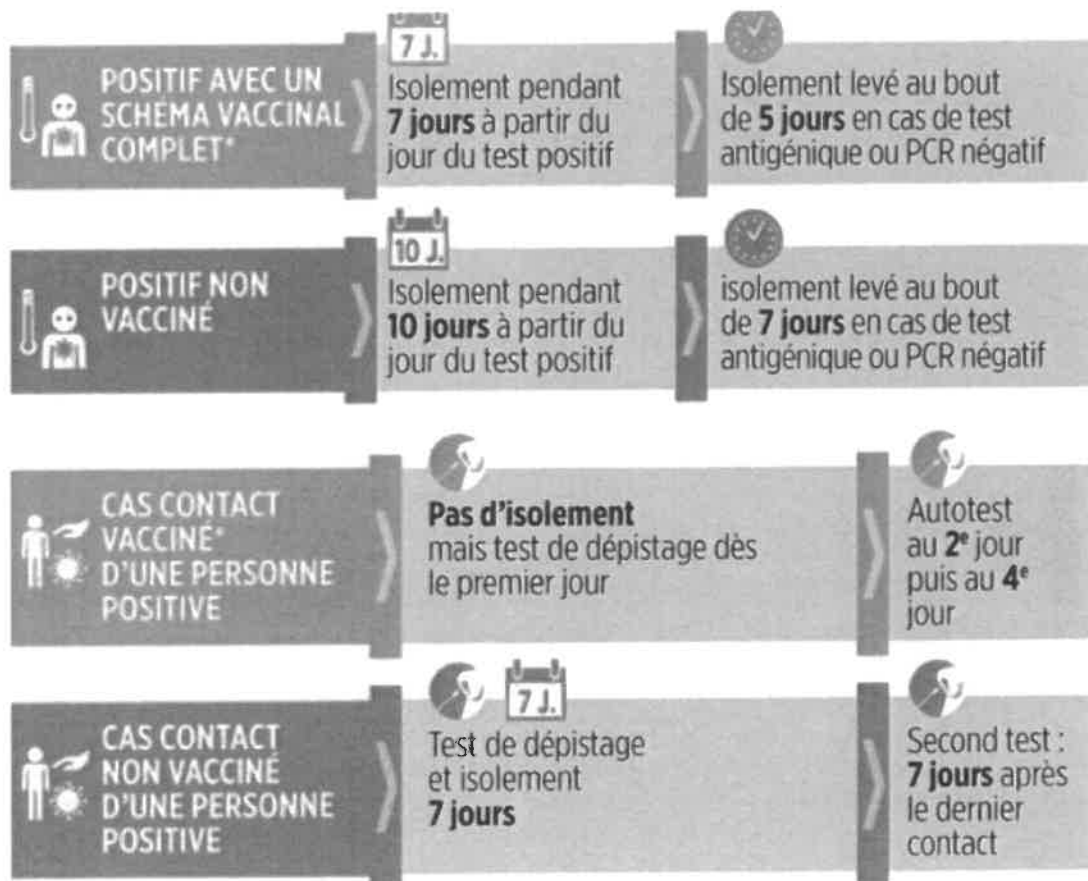 POSITIF AVEC UN
SCHÉMA VACCINAL
COMPLET*
7 J.
Isolement pendant
7 jours à partir du
jour du test positif
Isolement levé au bout
de 5 jours en cas de test
antigénique ou PCR négatif
POSITIF NON
VACCINÉ
10 J.
Isolement pendant
10 jours à partir du
jour du test positif
isolement levé au bout
de 7 jours en cas de test
antigénique ou PCR négatif
CAS CONTACT
VACCINÉ*
D'UNE PERSONNE
POSITIVE
Pas d'isolement
mais test de dépistage dès
le premier jour
Autotest
au 2e jour
puis au 4e
jour
CAS CONTACT
NON VACCINÉ
D'UNE PERSONNE
POSITIVE
7 J.
Test de dépistage
et isolement
7 jours
Second test :
7 jours après
le dernier
contact